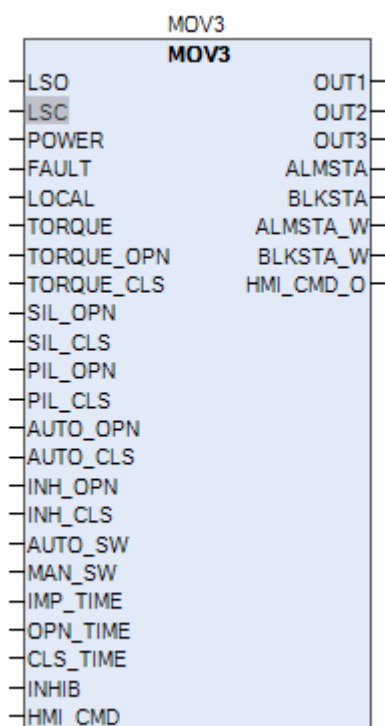 MOV3
MOV3
LSO OUT1
LSC OUT2
POWER OUT3
FAULT ALMSTA
LOCAL BLKSTA
TORQUE ALMSTA_W
TORQUE_OPN BLKSTA_W
TORQUE_CLS HMI_CMD_O
SIL_OPN
SIL_CLS
PIL_OPN
PIL_CLS
AUTO_OPN
AUTO_CLS
INH_OPN
INH_CLS
AUTO_SW
MAN_SW
IMP_TIME
OPN_TIME
CLS_TIME
INHIB
HMI_CMD